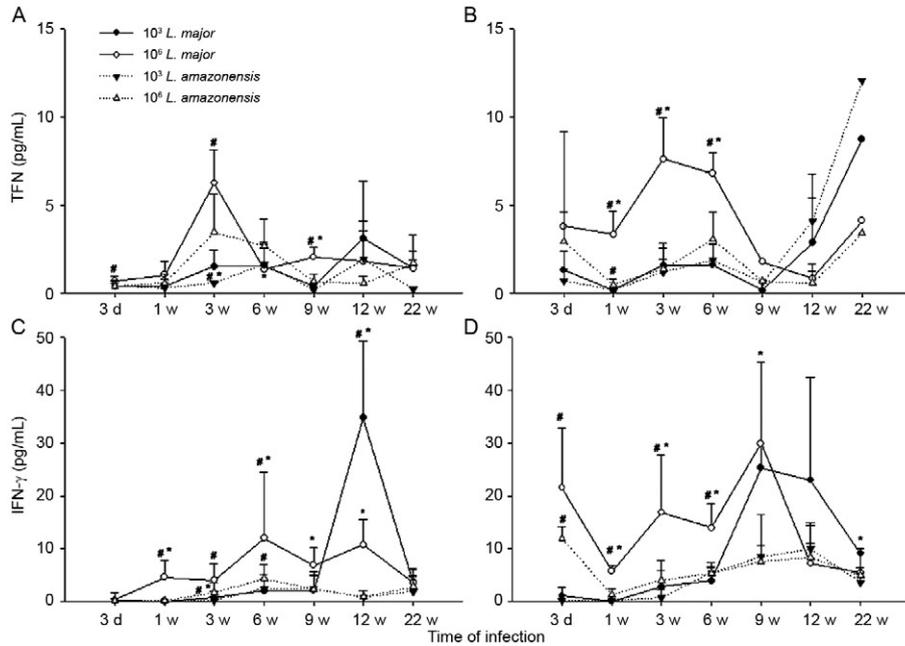 A
B
10³ L. major
10⁶ L. major
10³ L. amazonensis
10⁶ L. amazonensis
TFN (pg/mL)
15
10
5
0
#
#
# *
*
# *
3 d
1 w
3 w
6 w
9 w
12 w
22 w
15
10
5
0
# *
#
# *
# *
3 d
1 w
3 w
6 w
9 w
12 w
22 w
C
D
IFN-γ (pg/mL)
50
40
30
20
10
0
# *
#
# *
# *
#
*
# *
*
3 d
1 w
3 w
6 w
9 w
12 w
22 w
50
40
30
20
10
0
#
#
# *
# *
# *
*
*
3 d
1 w
3 w
6 w
9 w
12 w
22 w
Time of infection